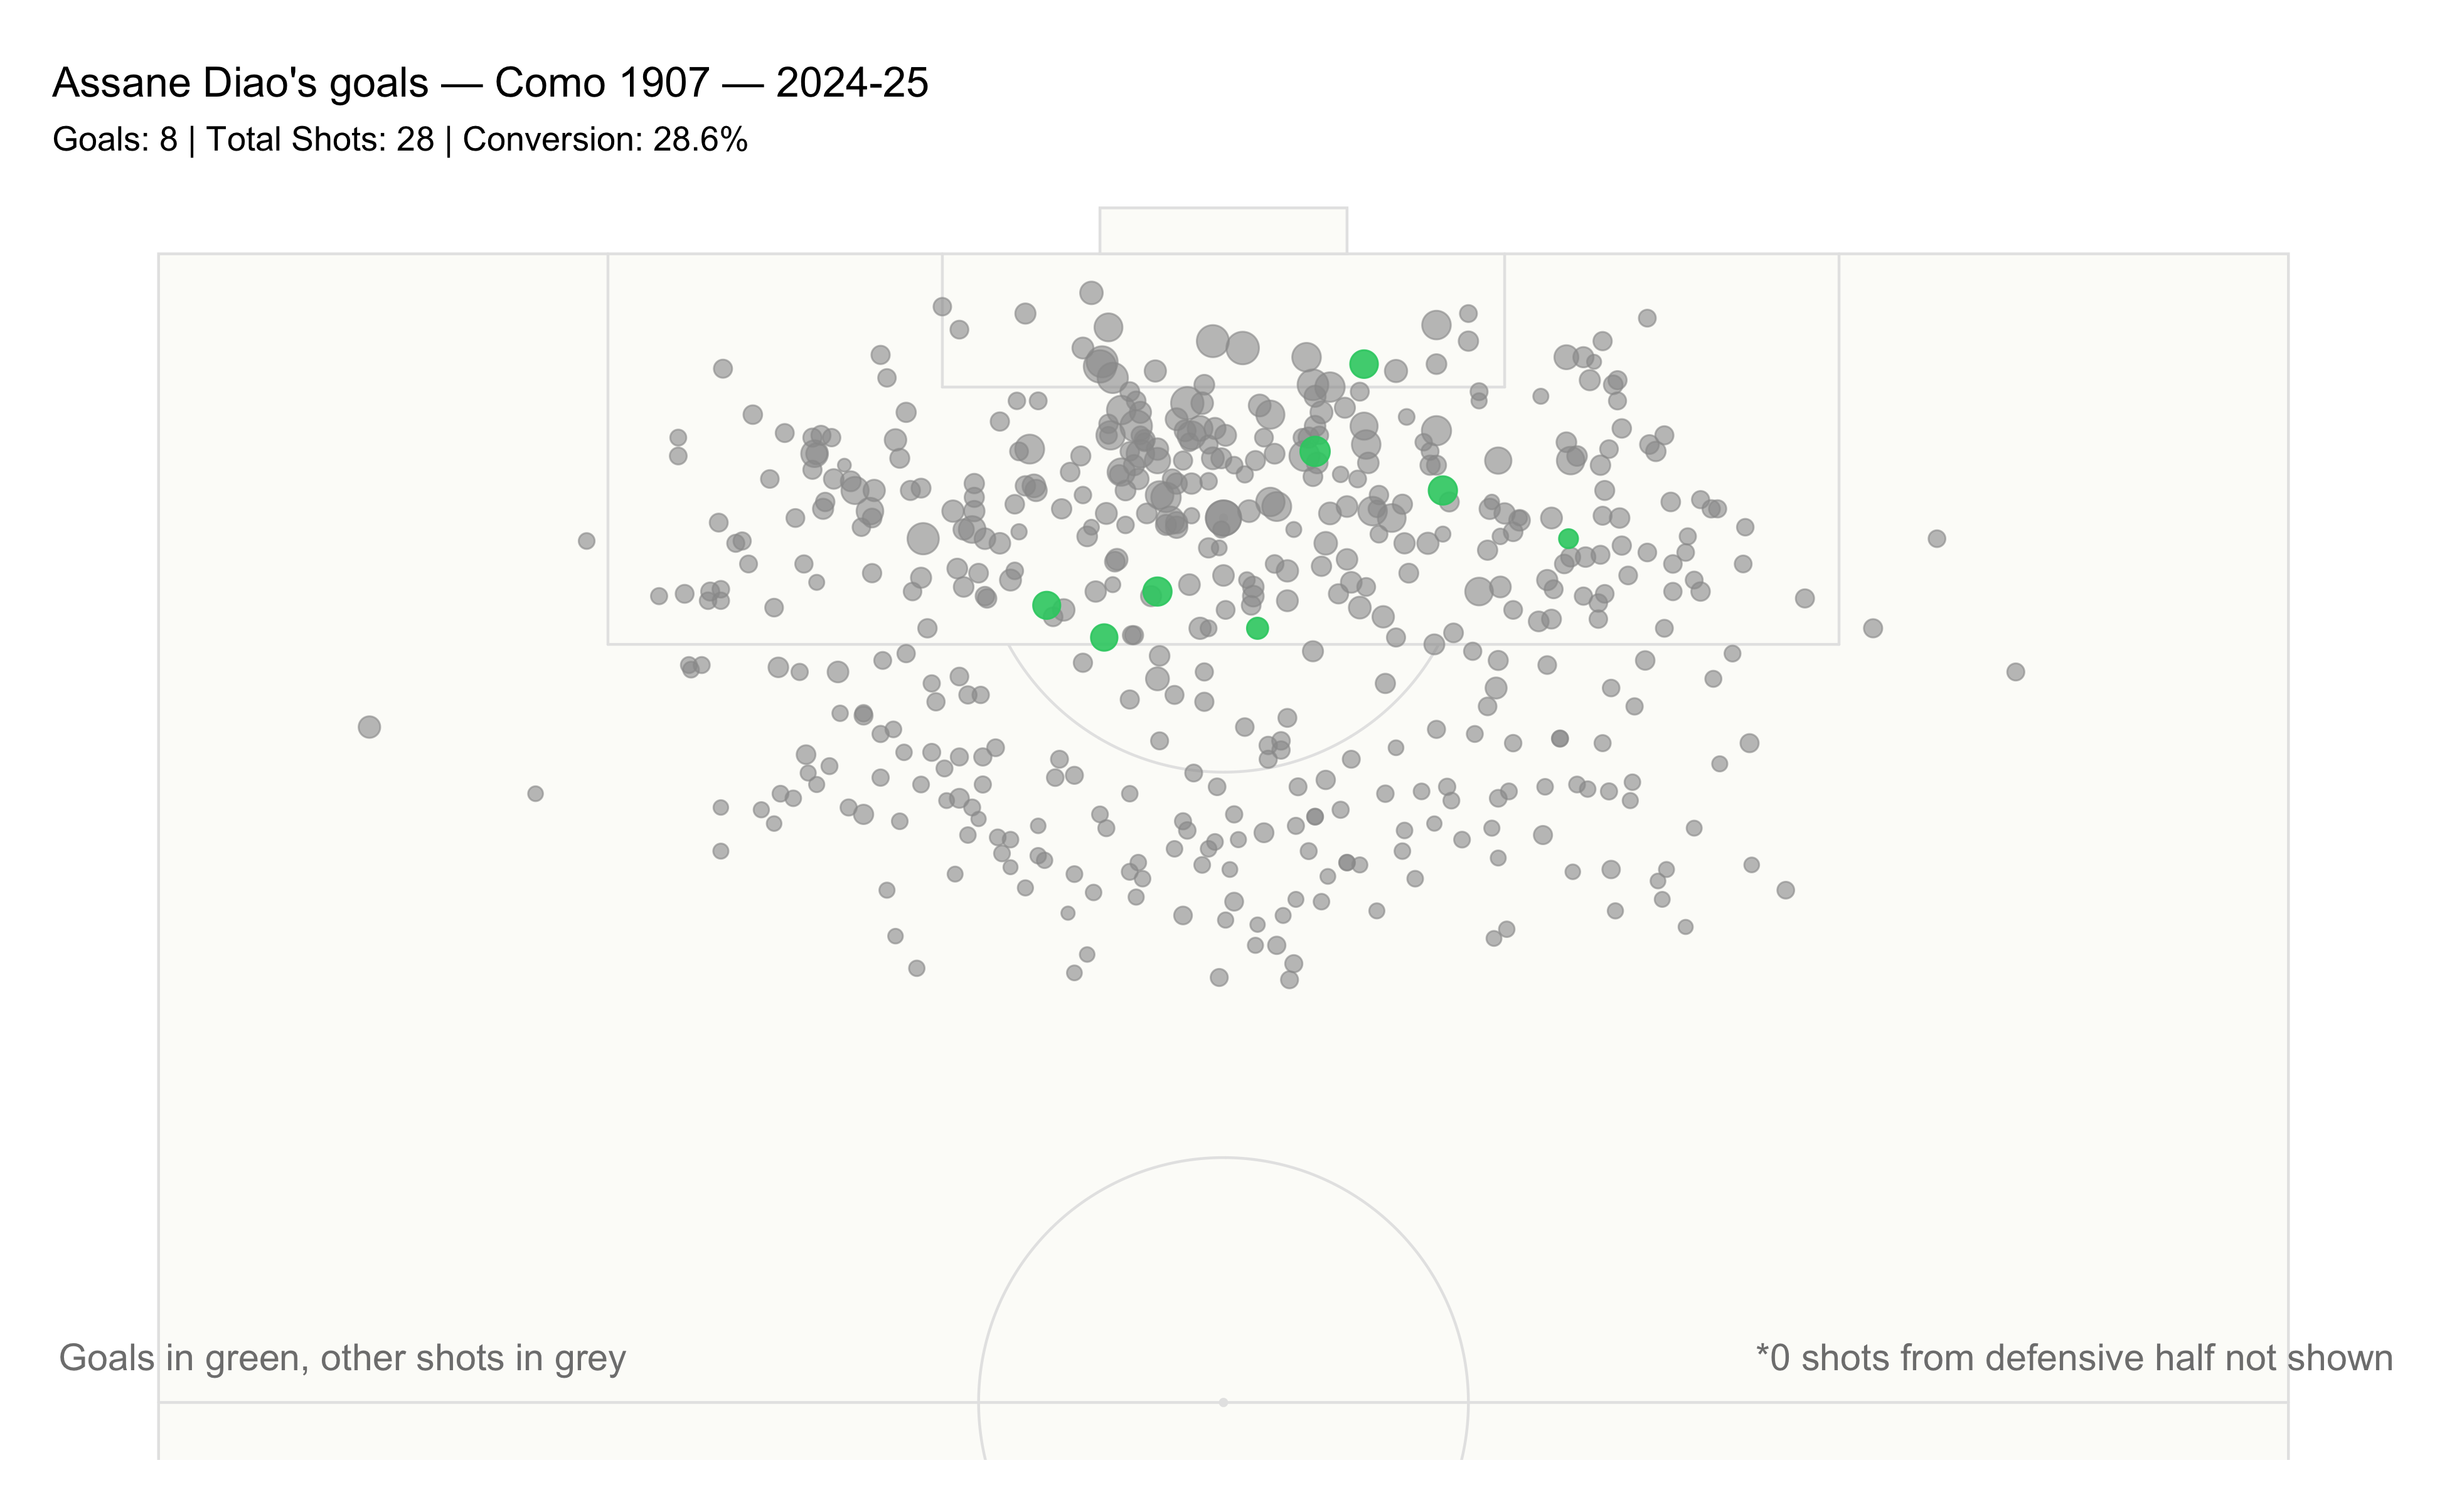 Assane Diao's goals — Como 1907 — 2024-25
Goals: 8 | Total Shots: 28 | Conversion: 28.6%
Goals in green, other shots in grey
*0 shots from defensive half not shown